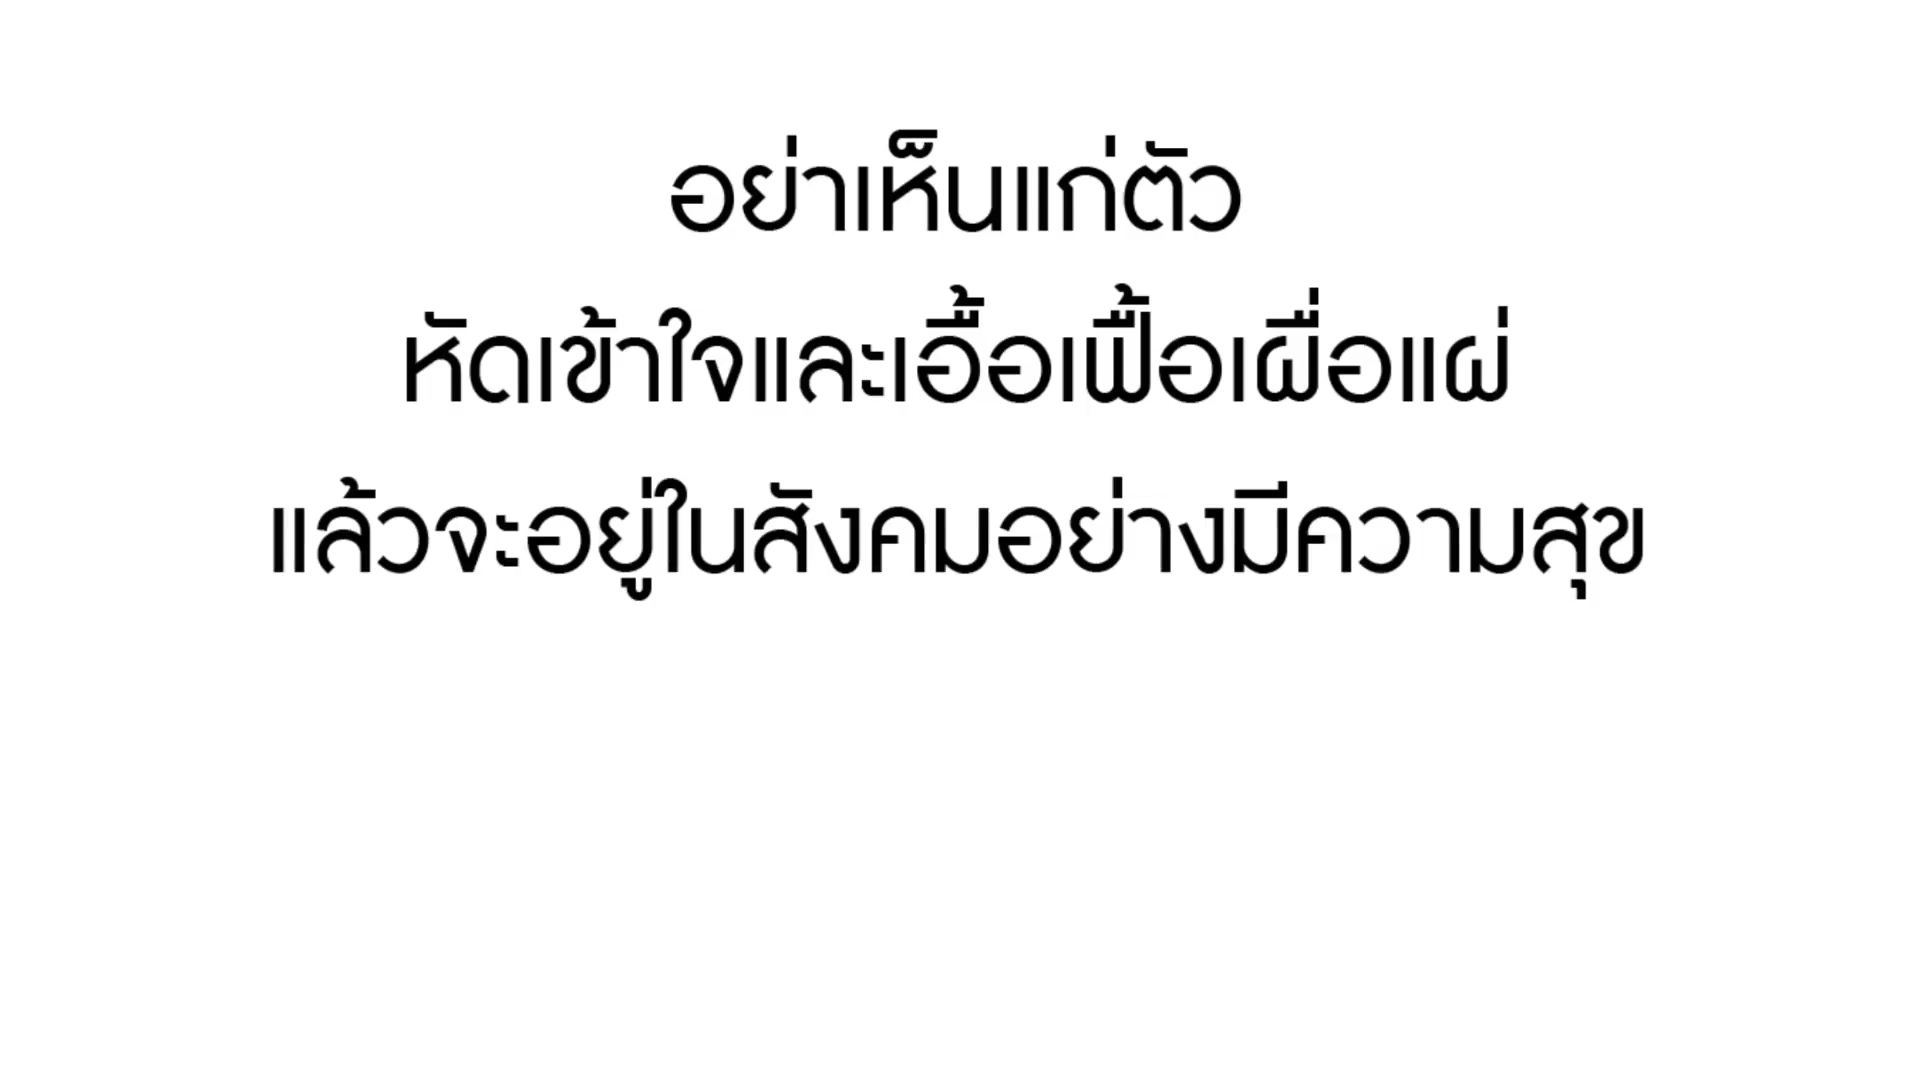 อย่าเห็นแก่ตัว
หัดเข้าใจและเอื้อเฟื้อเผื่อแผ่
แล้วจะอยู่ในสังคมอย่างมีความสุข